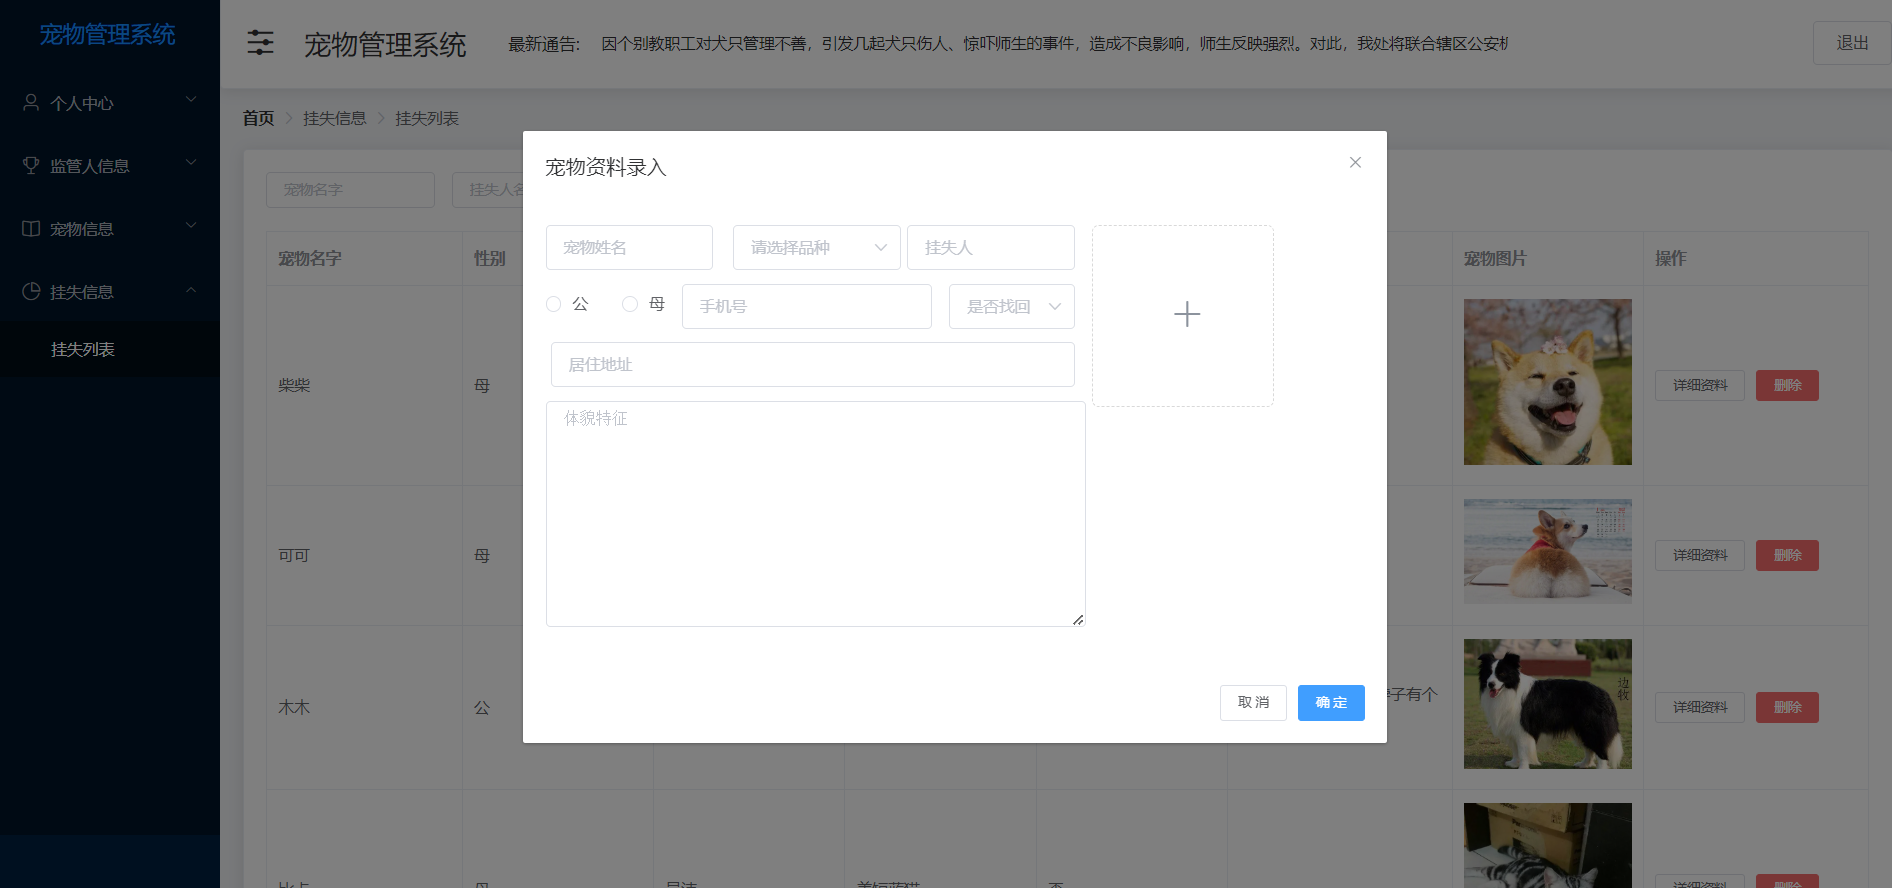 宠物管理系统
宠物管理系统
最新通告: 因个别教职工对犬只管理不善，引发几起犬只伤人、惊吓师生的事件，造成不良影响，师生反映强烈。对此，我处将联合辖区公安机
退出
个人中心
监管人信息
宠物信息
挂失信息
挂失列表
首页 挂失信息 挂失列表
宠物名字
挂失人名
宠物名字 性别 宠物图片 操作
柴柴 母 详细资料 删除
可可 母 详细资料 删除
木木 公 子有个 详细资料 删除
边牧
详细资料 删除
宠物资料录入
宠物姓名 请选择品种 挂失人
公 母 手机号 是否找回
居住地址
体貌特征
取消 确定